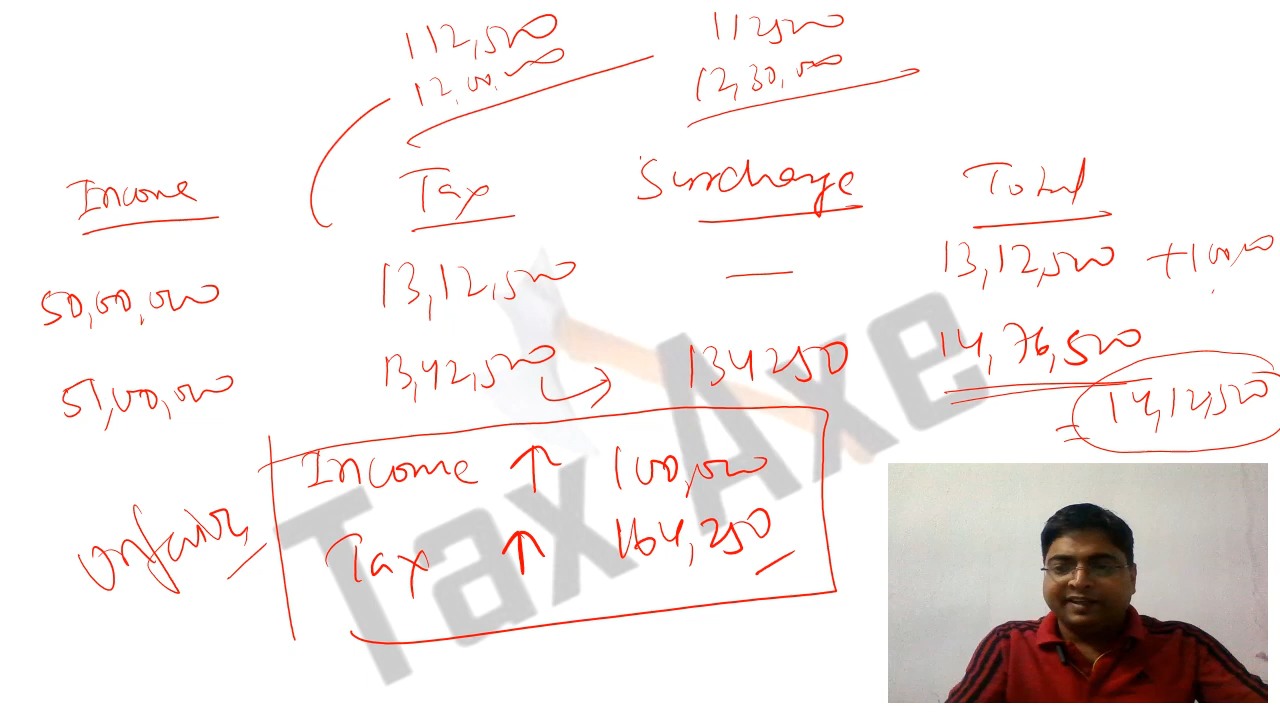 112,500 112500
12,00,000 12,30,000
Income Tax Surcharge Total
50,00,000 13,12,500 — 13,12,500 +100,000
51,00,000 13,42,500 134250 14,76,500
= 14,12,500
Income ↑ 100,000
unfair Tax ↑ 164,250
Tax Axe